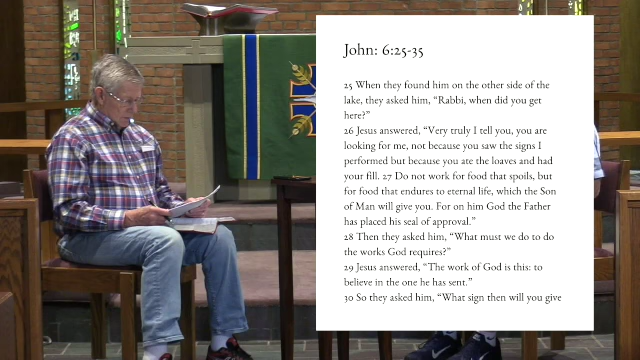 John: 6:25-35
25 When they found him on the other side of the
lake, they asked him, “Rabbi, when did you get
here?”
26 Jesus answered, “Very truly I tell you, you are
looking for me, not because you saw the signs I
performed but because you ate the loaves and had
your fill. 27 Do not work for food that spoils, but
for food that endures to eternal life, which the Son
of Man will give you. For on him God the Father
has placed his seal of approval.”
28 Then they asked him, “What must we do to do
the works God requires?”
29 Jesus answered, “The work of God is this: to
believe in the one he has sent.”
30 So they asked him, “What sign then will you give